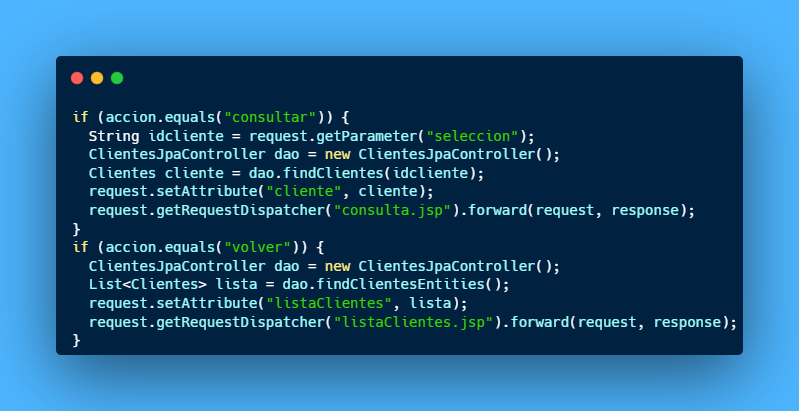 if (accion.equals("consultar")) {
  String idcliente = request.getParameter("seleccion");
  ClientesJpaController dao = new ClientesJpaController();
  Clientes cliente = dao.findClientes(idcliente);
  request.setAttribute("cliente", cliente);
  request.getRequestDispatcher("consulta.jsp").forward(request, response);
}
if (accion.equals("volver")) {
  ClientesJpaController dao = new ClientesJpaController();
  List<Clientes> lista = dao.findClientesEntities();
  request.setAttribute("listaClientes", lista);
  request.getRequestDispatcher("listaClientes.jsp").forward(request, response);
}